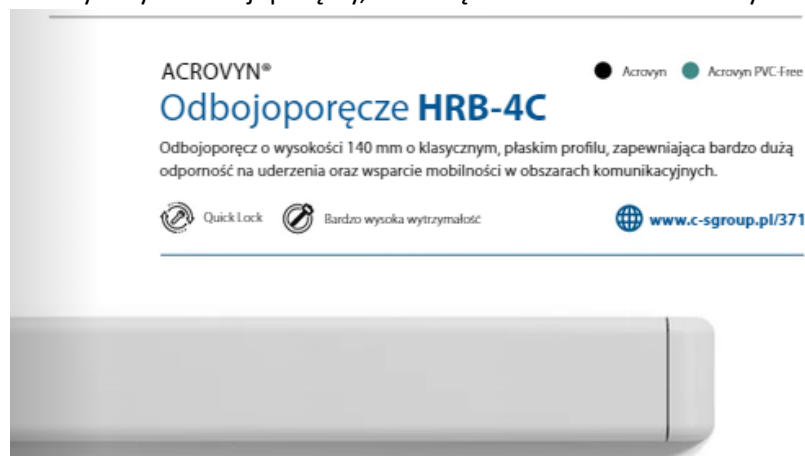 ACROVYN®
Acrovyn
Acrovyn PVC-Free
Odbojoporęcze HRB-4C
Odbojoporęcz o wysokości 140 mm o klasycznym, płaskim profilu, zapewniająca bardzo dużą
odporność na uderzenia oraz wsparcie mobilności w obszarach komunikacyjnych.
Quick Lock
Bardzo wysoka wytrzymałość
www.c-sgroup.pl/371